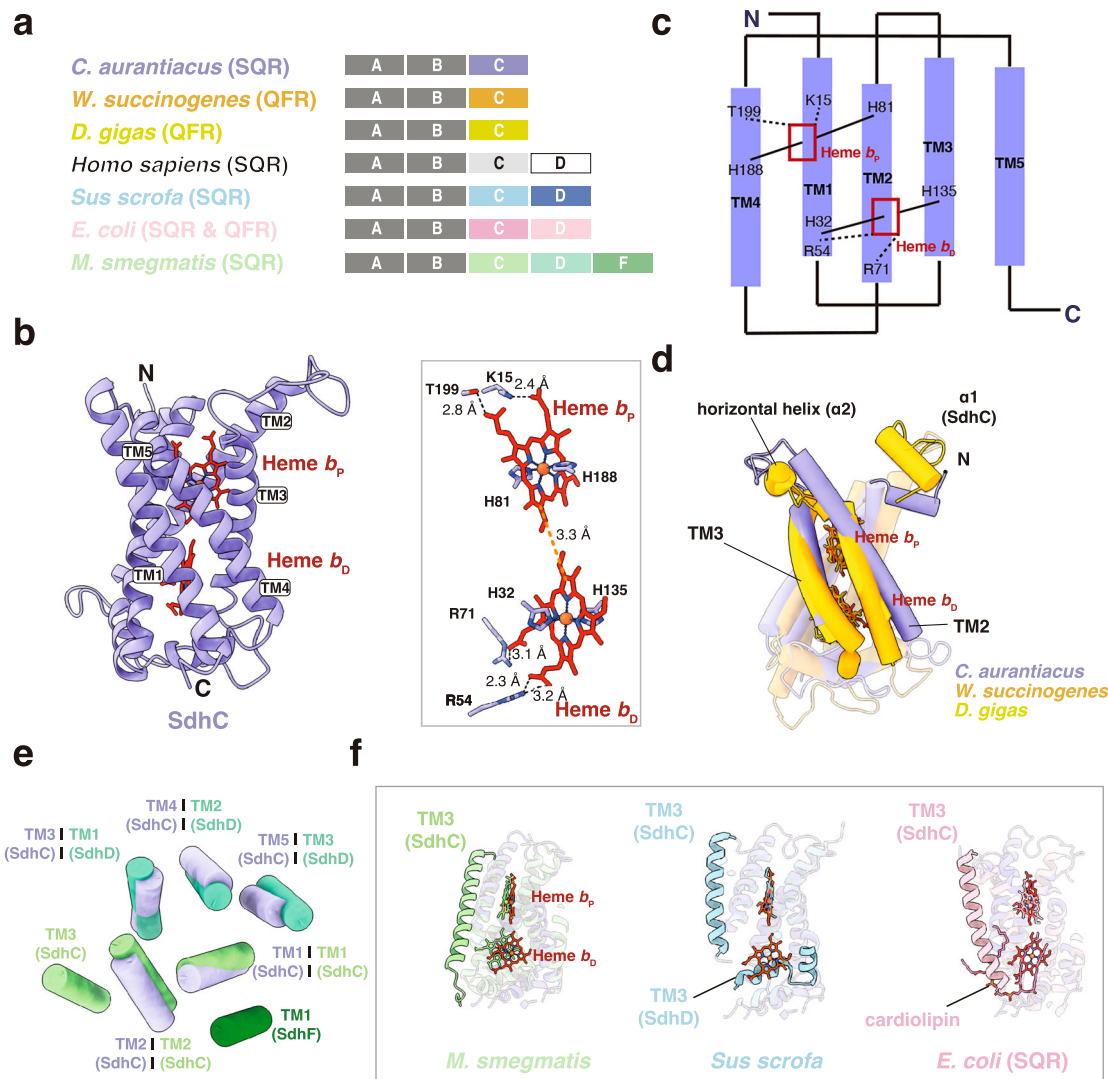 a
C. aurantiacus (SQR) A B C
W. succinogenes (QFR) A B C
D. gigas (QFR) A B C
Homo sapiens (SQR) A B C D
Sus scrofa (SQR) A B C D
E. coli (SQR & QFR) A B C D
M. smegmatis (SQR) A B C D F
b
N
TM2
TM5
Heme bP
TM3
Heme bD
TM1
TM4
C
SdhC
T199
K15
2.4 Å
2.8 Å
Heme bP
H188
H81
3.3 Å
H32
H135
R71
3.1 Å
2.3 Å
3.2 Å
R54
Heme bD
c
N
T199
K15
H81
TM3
Heme bP
H188
TM5
TM4
TM1
TM2
H135
H32
R54
Heme bD
R71
C
d
α1
(SdhC)
horizontal helix (α2)
N
TM3
Heme bP
Heme bD
TM2
C. aurantiacus
W. succinogenes
D. gigas
e
TM4 I TM2
(SdhC) I (SdhD)
TM3 I TM1
(SdhC) I (SdhD)
TM5 I TM3
(SdhC) I (SdhD)
TM3
(SdhC)
TM1 I TM1
(SdhC) I (SdhC)
TM1
(SdhF)
TM2 I TM2
(SdhC) I (SdhC)
f
TM3
(SdhC)
Heme bP
Heme bD
M. smegmatis
TM3
(SdhC)
TM3
(SdhD)
Sus scrofa
TM3
(SdhC)
cardiolipin
E. coli (SQR)